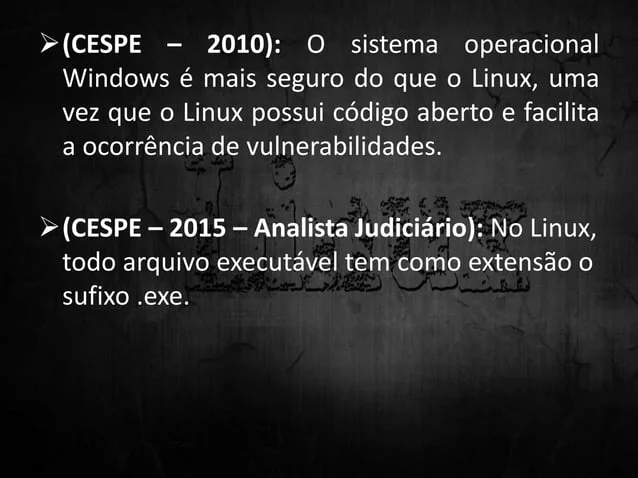 ➢(CESPE – 2010): O sistema operacional
Windows é mais seguro do que o Linux, uma
vez que o Linux possui código aberto e facilita
a ocorrência de vulnerabilidades.
Linux
➢(CESPE – 2015 – Analista Judiciário): No Linux,
todo arquivo executável tem como extensão o
sufixo .exe.